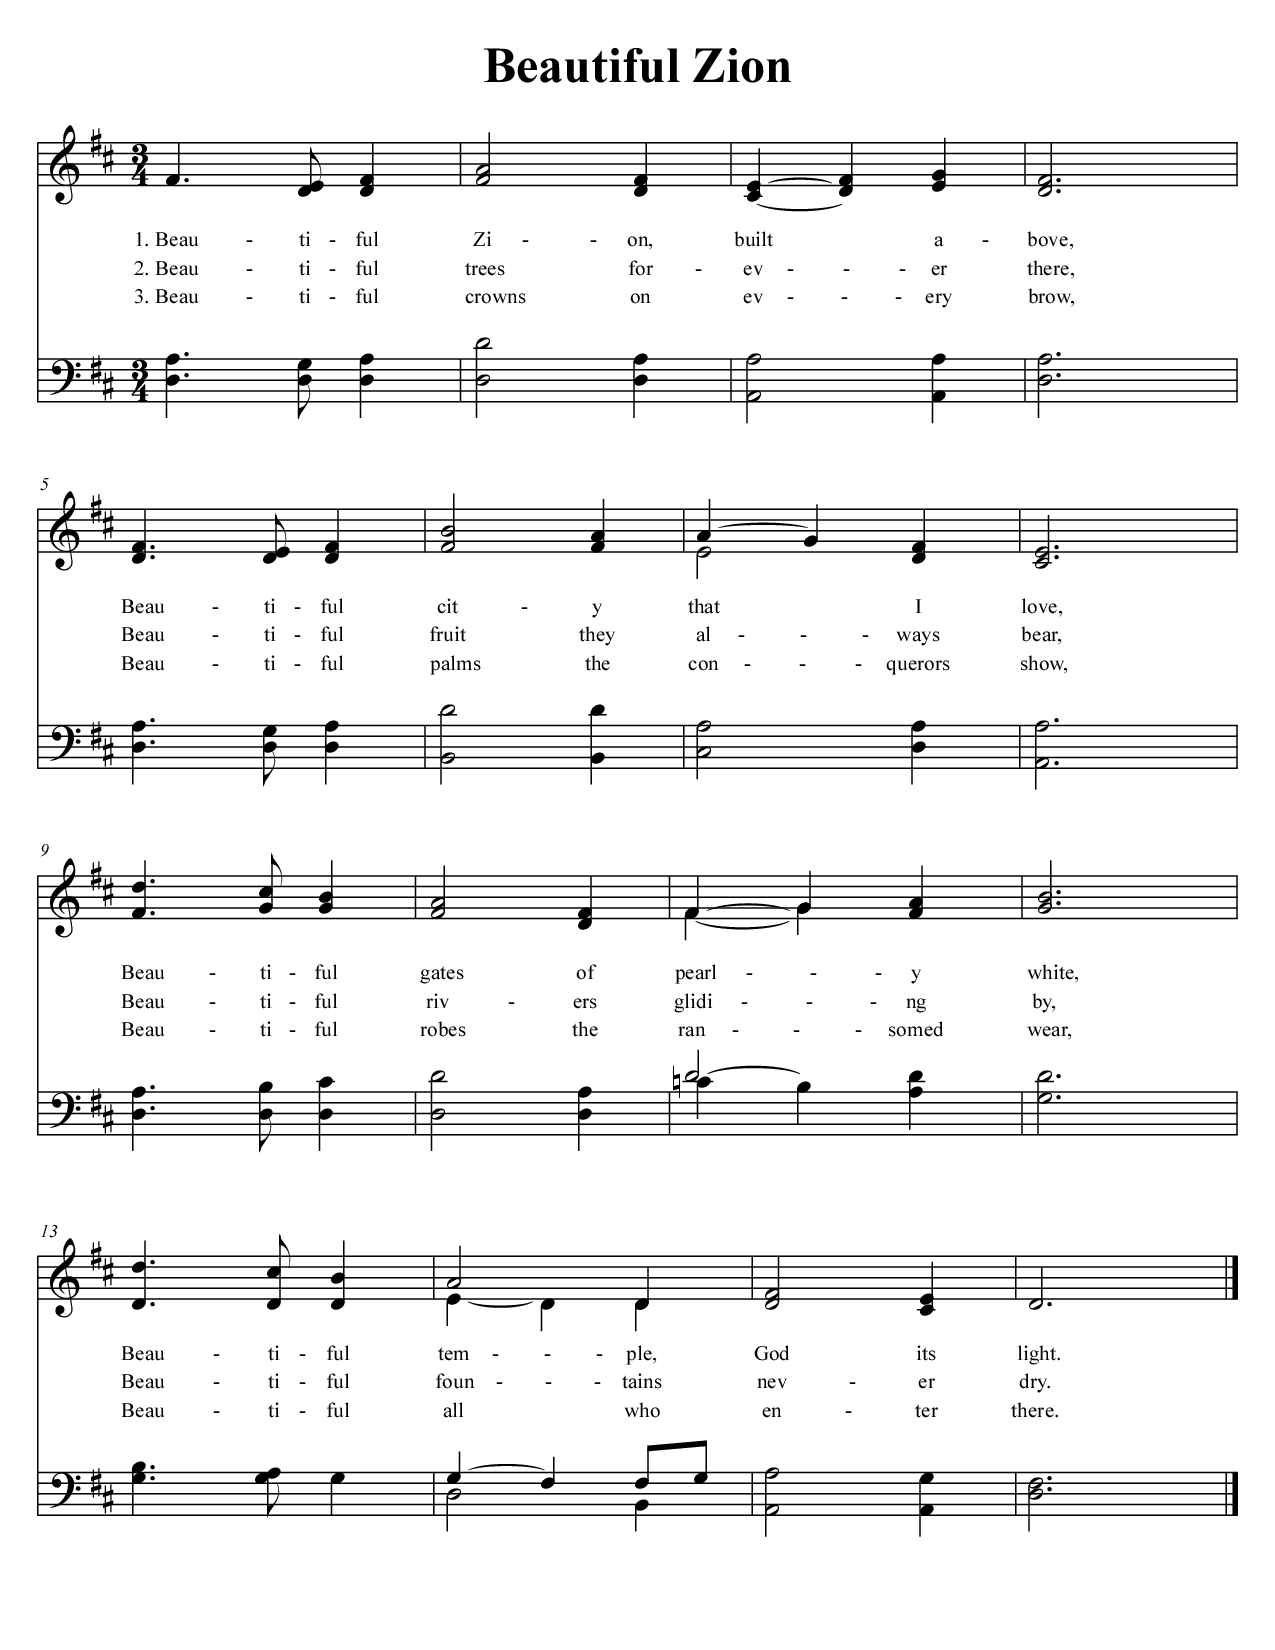 Beautiful Zion
3
4
1. Beau - ti - ful Zi - on, built a - bove,
2. Beau - ti - ful trees for - ev - - er there,
3. Beau - ti - ful crowns on ev - - ery brow,
3
4
5
Beau - ti - ful cit - y that I love,
Beau - ti - ful fruit they al - - ways bear,
Beau - ti - ful palms the con - - querors show,
9
Beau - ti - ful gates of pearl - - y white,
Beau - ti - ful riv - ers glidi - - ng by,
Beau - ti - ful robes the ran - - somed wear,
13
Beau - ti - ful tem - - ple, God its light.
Beau - ti - ful foun - - tains nev - er dry.
Beau - ti - ful all who en - ter there.